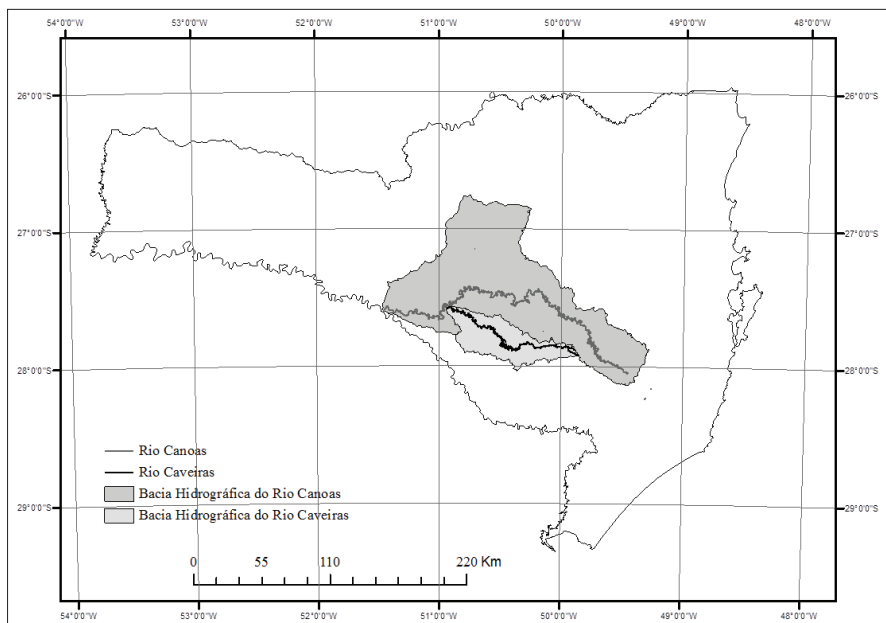 54°0'0"W 53°0'0"W 52°0'0"W 51°0'0"W 50°0'0"W 49°0'0"W 48°0'0"W
26°0'0"S 26°0'0"S
27°0'0"S 27°0'0"S
28°0'0"S 28°0'0"S
Rio Canoas
Rio Caveiras
Bacia Hidrográfica do Rio Canoas
29°0'0"S 29°0'0"S
Bacia Hidrográfica do Rio Caveiras
0 55 110 220 Km
54°0'0"W 53°0'0"W 52°0'0"W 51°0'0"W 50°0'0"W 49°0'0"W 48°0'0"W